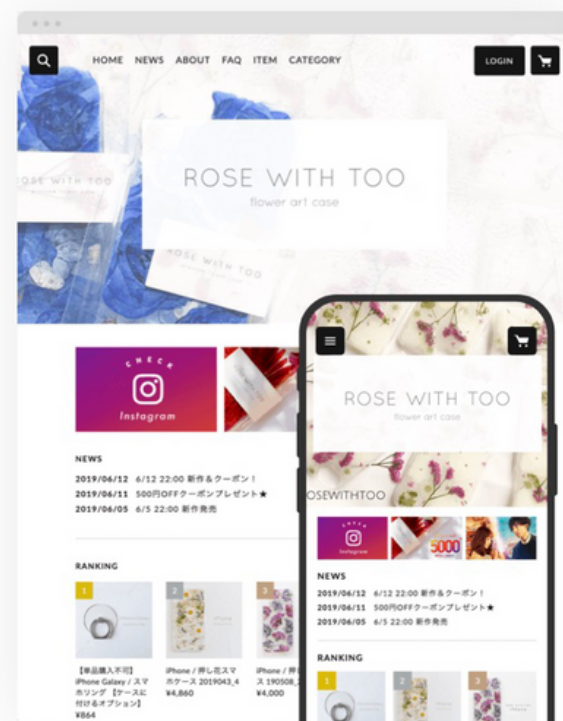 HOME NEWS ABOUT FAQ ITEM CATEGORY
LOGIN
ROSE WITH TOO
flower art case
ROSE WITH TOO
ROSE WITH TOO
CHECK
Instagram
NEWS
2019/06/12 6/12 22:00 新作&クーポン!
2019/06/11 500円OFFクーポンプレゼント★
2019/06/05 6/5 22:00 新作発売
RANKING
1
2
3
【単品購入不可】
iPhone Galaxy / スマ
ホリング 【ケースに
付けるオプション】
¥864
iPhone / 押し花スマ
ホケース 2019043_4
¥4,860
iPhone / 押
ス 190508_
¥4,000
ROSE WITH TOO
flower art case
OSEWITHTOO
CHECK
Instagram
5000
NEWS
2019/06/12 6/12 22:00 新作&クーポン!
2019/06/11 500円OFFクーポンプレゼント★
2019/06/05 6/5 22:00 新作発売
RANKING
1
2
3